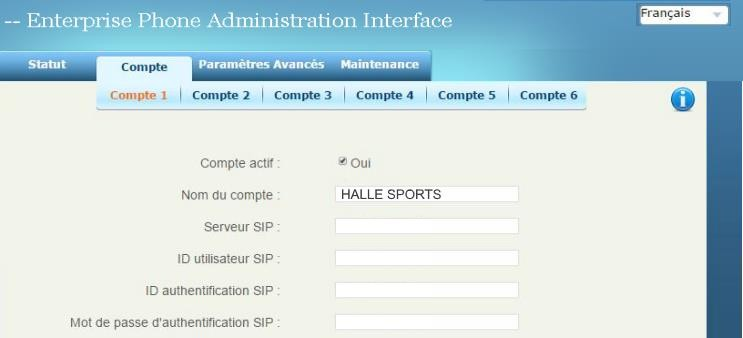 -- Enterprise Phone Administration Interface
Français
Statut Compte Paramètres Avancés Maintenance
Compte 1 Compte 2 Compte 3 Compte 4 Compte 5 Compte 6
Compte actif : Oui
Nom du compte : HALLE SPORTS
Serveur SIP :
ID utilisateur SIP :
ID authentification SIP :
Mot de passe d'authentification SIP :